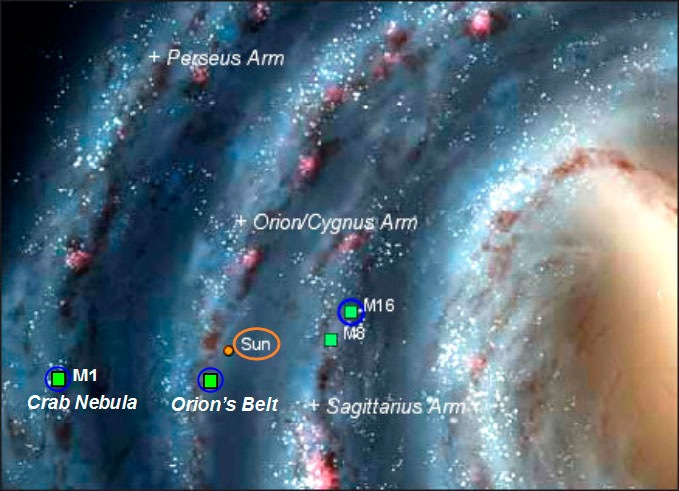 + Perseus Arm
+ Orion/Cygnus Arm
M16
Sun
M8
M1
Crab Nebula
Orion's Belt
+ Sagittarius Arm